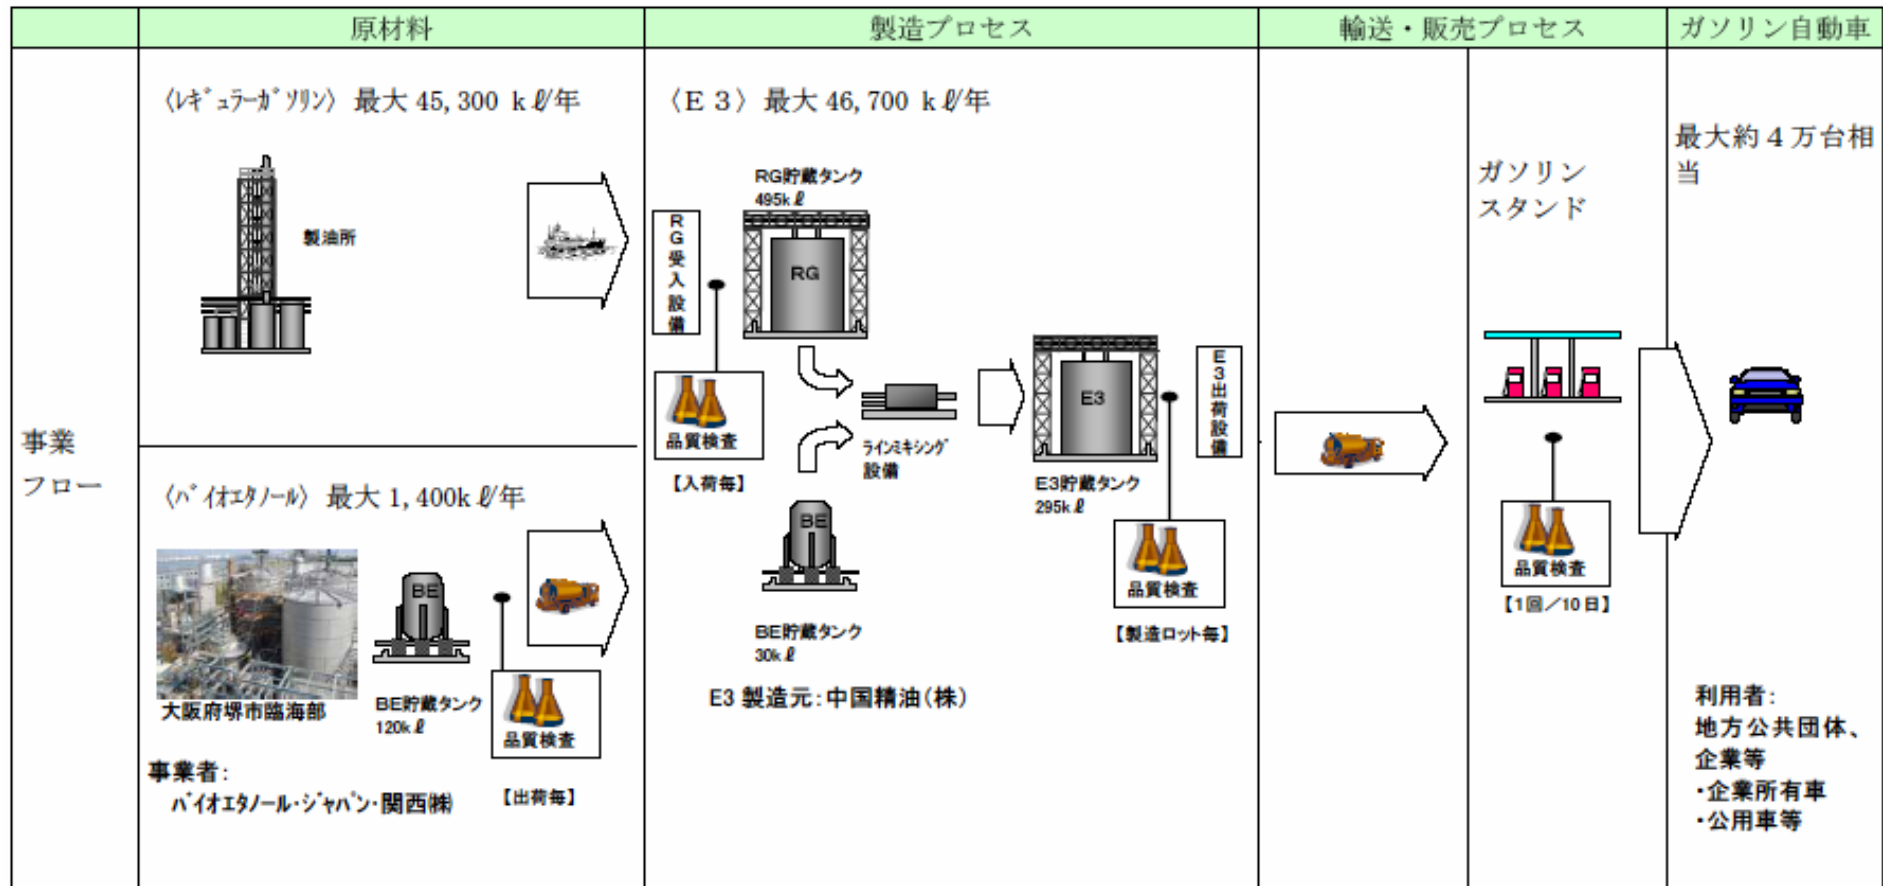 原材料
製造プロセス
輸送・販売プロセス
ガソリン自動車
事業
フロー
〈ﾚｷﾞｭﾗｰｶﾞｿﾘﾝ〉最大 45,300 kℓ/年
製油所
〈ﾊﾞｲｵｴﾀﾉｰﾙ〉最大 1,400kℓ/年
BE
大阪府堺市臨海部
BE貯蔵タンク
120kℓ
品質検査
【出荷毎】
事業者:
ﾊﾞｲｵｴﾀﾉｰﾙ・ｼﾞｬﾊﾟﾝ・関西㈱
〈E3〉最大 46,700 kℓ/年
RG受入設備
RG貯蔵タンク
495kℓ
RG
品質検査
【入荷毎】
ラインミキシング
設備
BE
BE貯蔵タンク
30kℓ
E3
E3貯蔵タンク
295kℓ
E3出荷設備
品質検査
【製造ロット毎】
E3 製造元:中国精油(株)
ガソリン
スタンド
品質検査
【1回/10日】
最大約4万台相
当
利用者:
地方公共団体、
企業等
・企業所有車
・公用車等